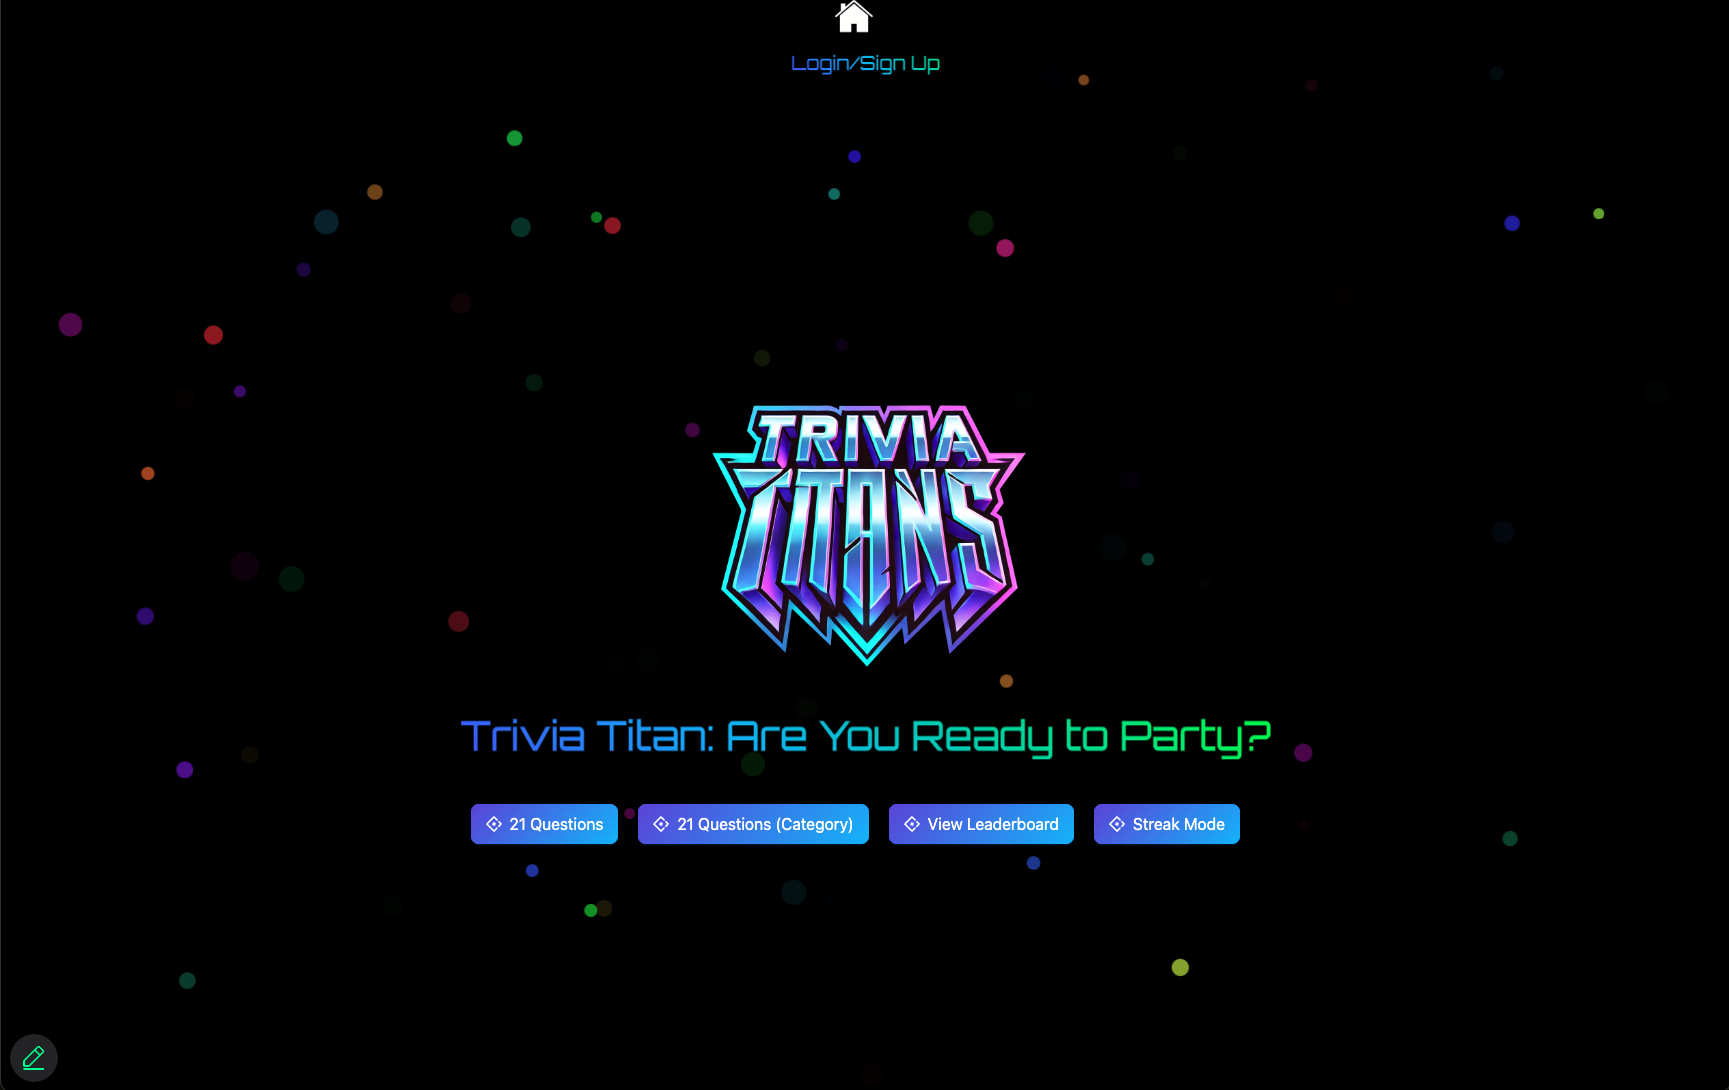 Login/Sign Up
TRIVIA
TITANS
Trivia Titan: Are You Ready to Party?
21 Questions
21 Questions (Category)
View Leaderboard
Streak Mode